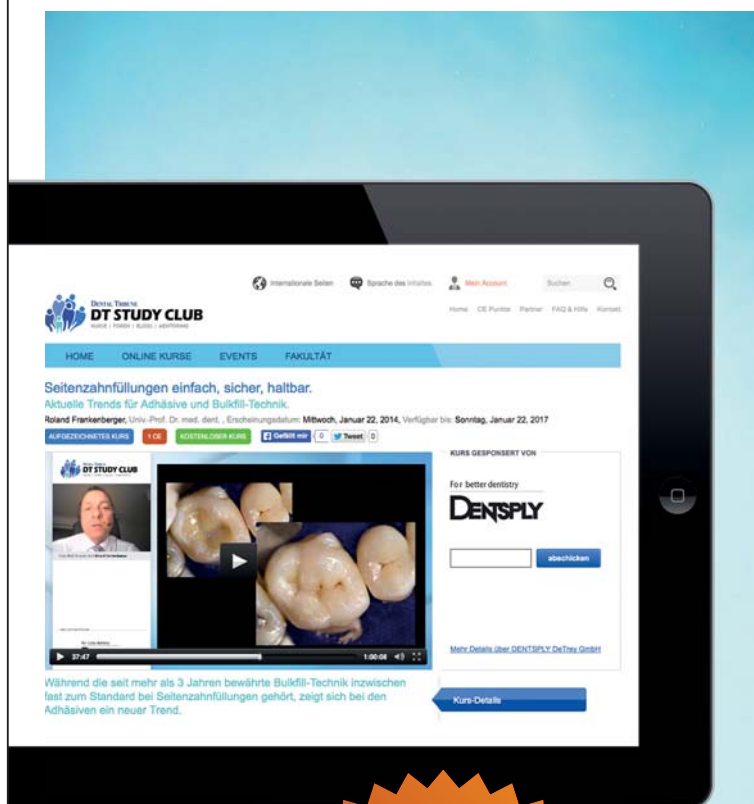 Internationale Seiten
Sprache des Inhaltes
Mein Account
Suchen
DENTAL TRIBUNE
DT STUDY CLUB
Home CE Punkte Partner FAQ & Hilfe Kontakt
HOME ONLINE KURSE EVENTS FAKULTÄT
Seitenzahnfüllungen einfach, sicher, haltbar.
Aktuelle Trends für Adhäsive und Bulkfill-Technik.
Roland Frankenberger, Univ.-Prof. Dr. med. dent. , Erscheinungsdatum: Mittwoch, Januar 22, 2014, Verfügbar bis: Sonntag, Januar 22, 2017
AUFGEZEICHNETES KURS 1 CE KOSTENLOSER KURS Gefällt mir 0 Tweet 0
DT STUDY CLUB
37:47
1:00:08
KURS GESPONSERT VON
For better dentistry
DENTSPLY
abschicken
Mehr Details über DENTSPLY DeTrey GmbH
Während die seit mehr als 3 Jahren bewährte Bulkfill-Technik inzwischen
fast zum Standard bei Seitenzahnfüllungen gehört, zeigt sich bei den
Adhäsiven ein neuer Trend.
Kurs-Details